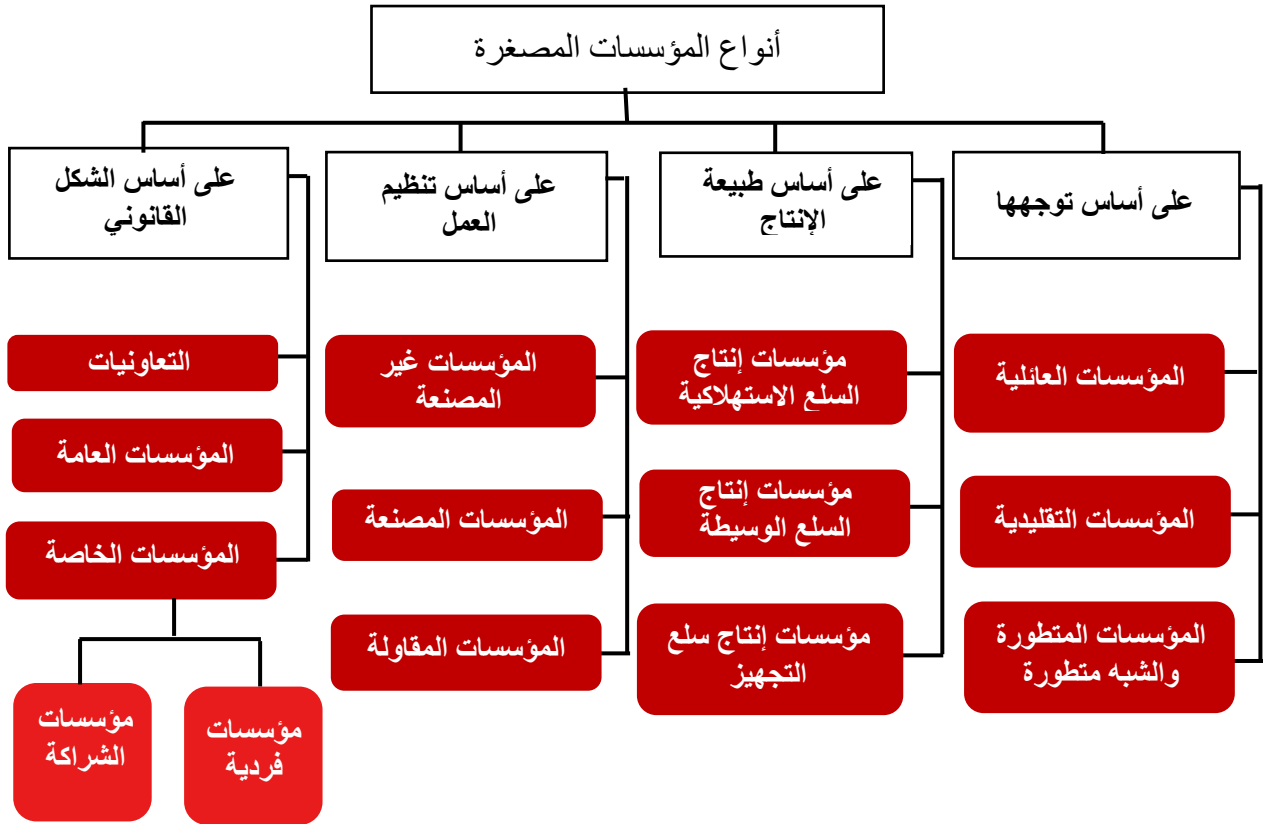 أنواع المؤسسات المصغرة
على أساس توجهها
على أساس طبيعة
الإنتاج
على أساس تنظيم
العمل
على أساس الشكل
القانوني
المؤسسات العائلية
المؤسسات التقليدية
المؤسسات المتطورة
والشبه متطورة
مؤسسات إنتاج
السلع الاستهلاكية
مؤسسات إنتاج
السلع الوسيطة
مؤسسات إنتاج سلع
التجهيز
المؤسسات غير
المصنعة
المؤسسات المصنعة
المؤسسات المقاولة
التعاونيات
المؤسسات العامة
المؤسسات الخاصة
مؤسسات
فردية
مؤسسات
الشراكة